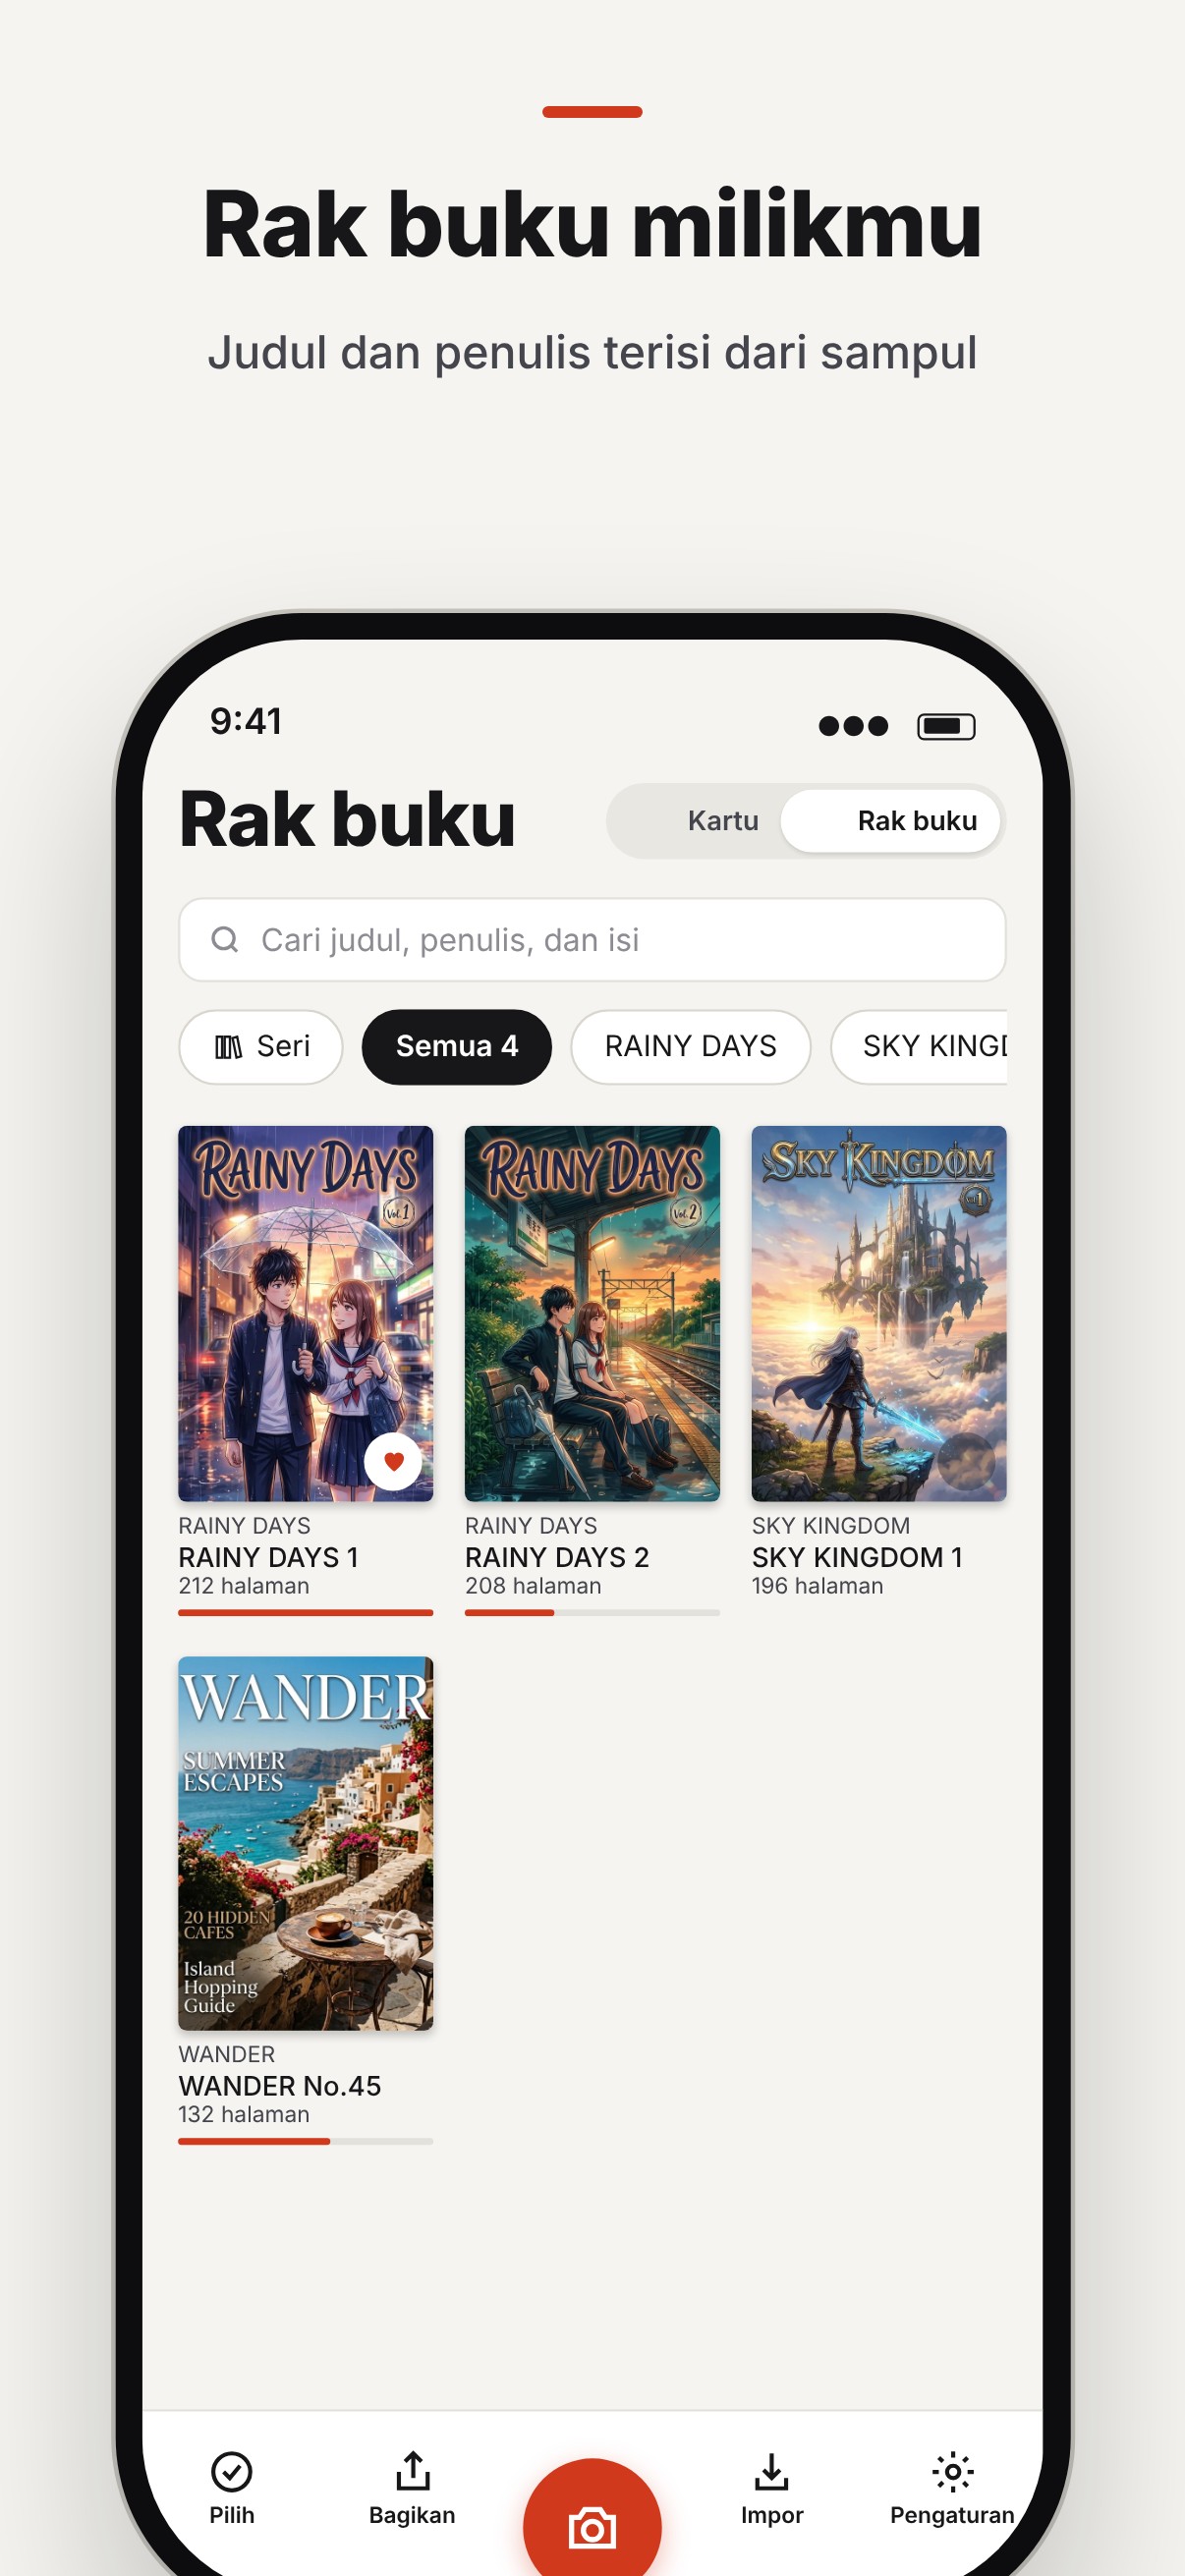 Rak buku milikmu
Judul dan penulis terisi dari sampul
9:41
Rak buku
Kartu
Rak buku
Cari judul, penulis, dan isi
Seri
Semua 4
RAINY DAYS
SKY KINGD
RAINY DAYS
Vol.1
RAINY DAYS
Vol.2
SKY KINGDOM
RAINY DAYS
RAINY DAYS 1
212 halaman
RAINY DAYS
RAINY DAYS 2
208 halaman
SKY KINGDOM
SKY KINGDOM 1
196 halaman
WANDER
SUMMER
ESCAPES
20 HIDDEN
CAFES
Island
Hopping
Guide
WANDER
WANDER No.45
132 halaman
Pilih
Bagikan
Impor
Pengaturan